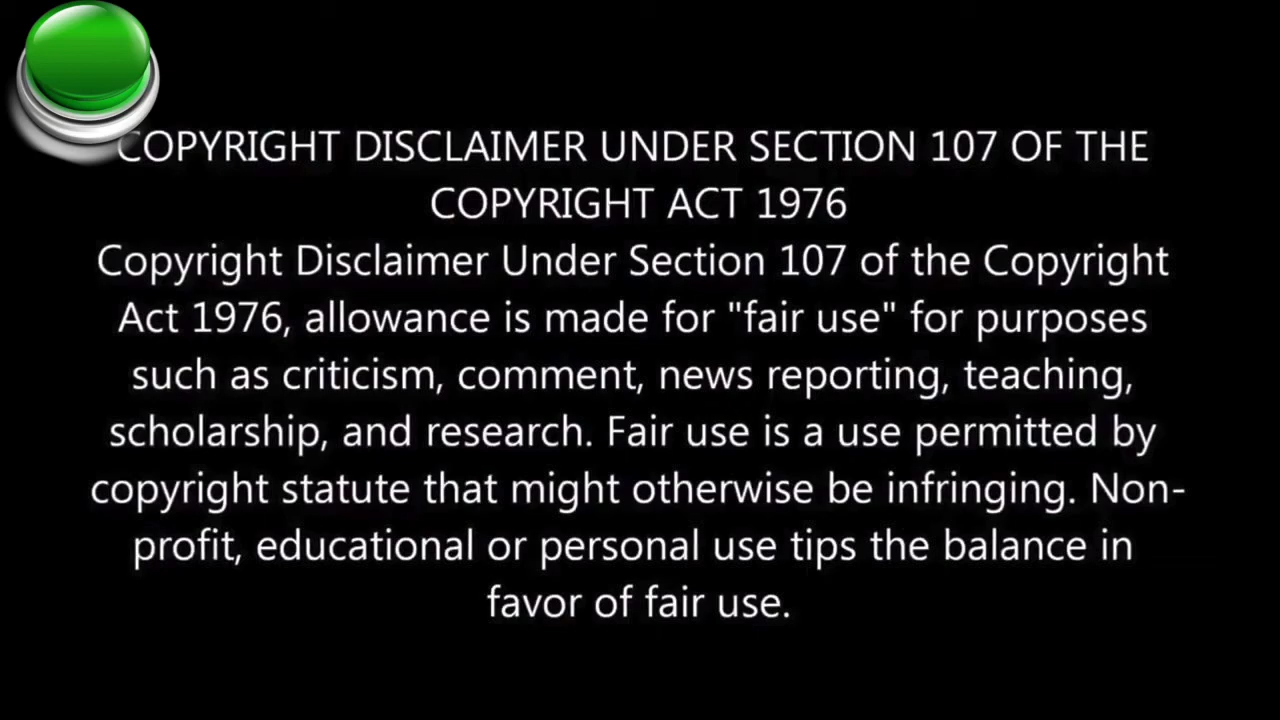 COPYRIGHT DISCLAIMER UNDER SECTION 107 OF THE
COPYRIGHT ACT 1976
Copyright Disclaimer Under Section 107 of the Copyright
Act 1976, allowance is made for "fair use" for purposes
such as criticism, comment, news reporting, teaching,
scholarship, and research. Fair use is a use permitted by
copyright statute that might otherwise be infringing. Non-
profit, educational or personal use tips the balance in
favor of fair use.